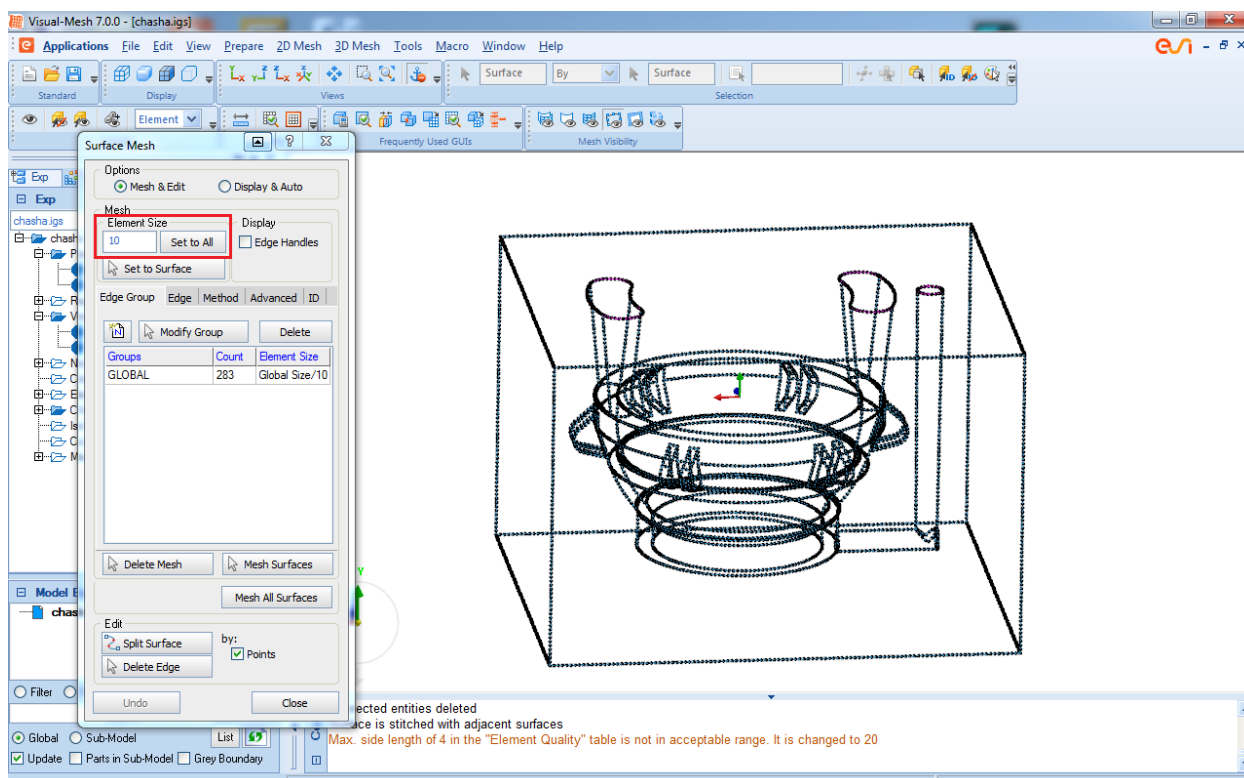 Visual-Mesh 7.0.0 - [chasha.igs]
Applications File Edit View Prepare 2D Mesh 3D Mesh Tools Macro Window Help
esi
Surface By Surface
Standard Display Views Selection
Element
Frequently Used GUIs Mesh Visibility
Surface Mesh
Options
Mesh & Edit Display & Auto
Mesh
Element Size Display
10 Set to All Edge Handles
Set to Surface
Edge Group Edge Method Advanced ID
N Modify Group Delete
Groups Count Element Size
GLOBAL 283 Global Size/10
Delete Mesh Mesh Surfaces
Mesh All Surfaces
Edit
Split Surface by:
Points
Delete Edge
Undo Close
Exp
Exp
chasha.igs
chash
P
R
V
N
C
E
C
Is
C
M
Model E
chas
Filter
Global Sub-Model List
Update Parts in Sub-Model Grey Boundary
Y
ected entities deleted
ace is stitched with adjacent surfaces
Max. side length of 4 in the "Element Quality" table is not in acceptable range. It is changed to 20